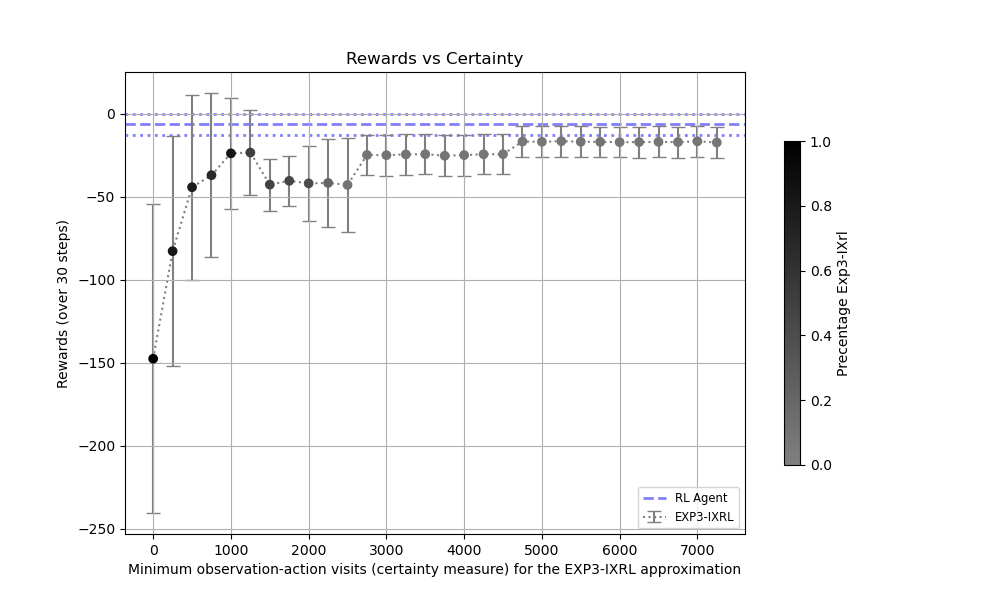 Rewards vs Certainty
Rewards (over 30 steps)
0
−50
−100
−150
−200
−250
0 1000 2000 3000 4000 5000 6000 7000
Minimum observation-action visits (certainty measure) for the EXP3-IXRL approximation
RL Agent
EXP3-IXRL
1.0
0.8
0.6
0.4
0.2
0.0
Precentage Exp3-IXrl